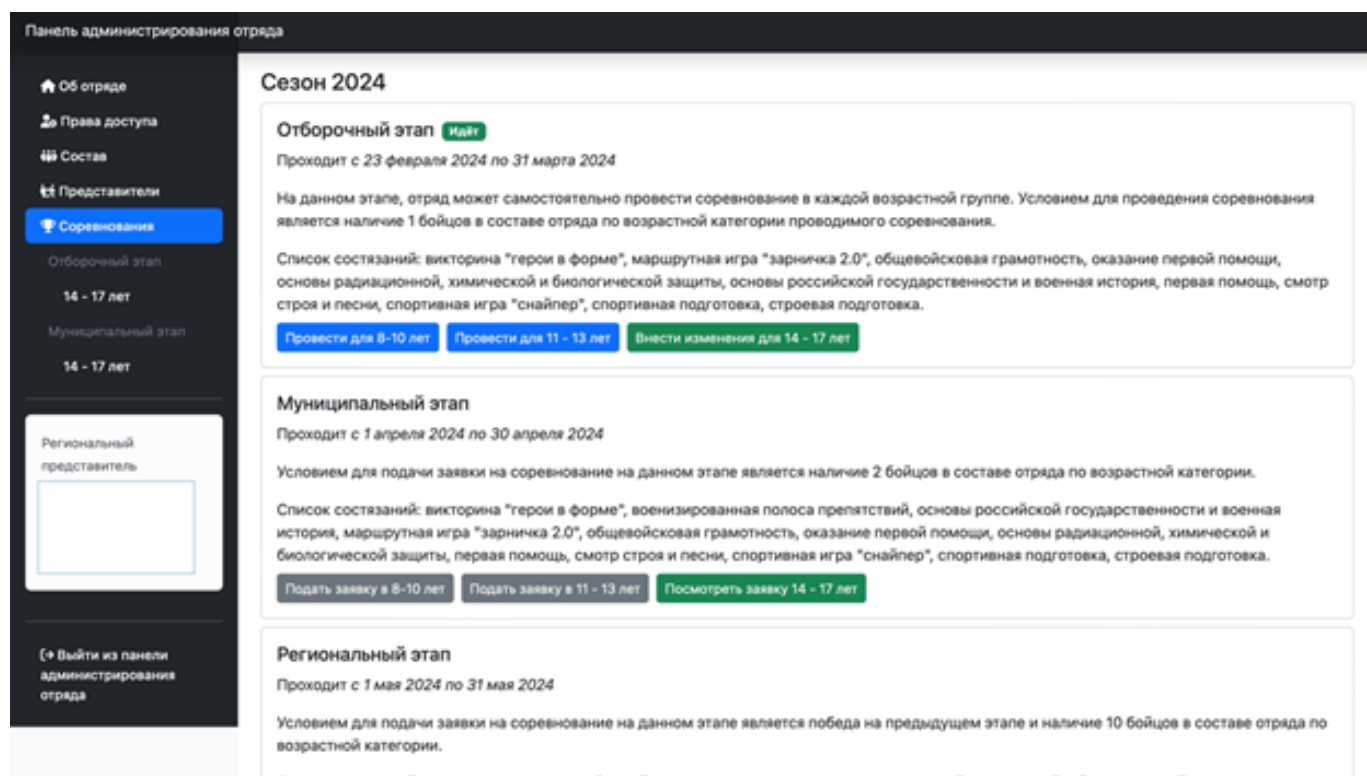 Панель администрирования отряда
Об отряде
Права доступа
Состав
Представители
Соревнования
Отборочный этап
14 - 17 лет
Муниципальный этап
14 - 17 лет
Региональный
представитель
Выйти из панели
администрирования
отряда
Сезон 2024
Отборочный этап Идёт
Проходит с 23 февраля 2024 по 31 марта 2024
На данном этапе, отряд может самостоятельно провести соревнование в каждой возрастной группе. Условием для проведения соревнования
является наличие 1 бойцов в составе отряда по возрастной категории проводимого соревнования.
Список состязаний: викторина "герои в форме", маршрутная игра "зарничка 2.0", общевойсковая грамотность, оказание первой помощи,
основы радиационной, химической и биологической защиты, основы российской государственности и военная история, первая помощь, смотр
строя и песни, спортивная игра "снайпер", спортивная подготовка, строевая подготовка.
Провести для 8-10 лет Провести для 11 - 13 лет Внести изменения для 14 - 17 лет
Муниципальный этап
Проходит с 1 апреля 2024 по 30 апреля 2024
Условием для подачи заявки на соревнование на данном этапе является наличие 2 бойцов в составе отряда по возрастной категории.
Список состязаний: викторина "герои в форме", военизированная полоса препятствий, основы российской государственности и военная
история, маршрутная игра "зарничка 2.0", общевойсковая грамотность, оказание первой помощи, основы радиационной, химической и
биологической защиты, первая помощь, смотр строя и песни, спортивная игра "снайпер", спортивная подготовка, строевая подготовка.
Подать заявку в 8-10 лет Подать заявку в 11 - 13 лет Посмотреть заявку 14 - 17 лет
Региональный этап
Проходит с 1 мая 2024 по 31 мая 2024
Условием для подачи заявки на соревнование на данном этапе является победа на предыдущем этапе и наличие 10 бойцов в составе отряда по
возрастной категории.